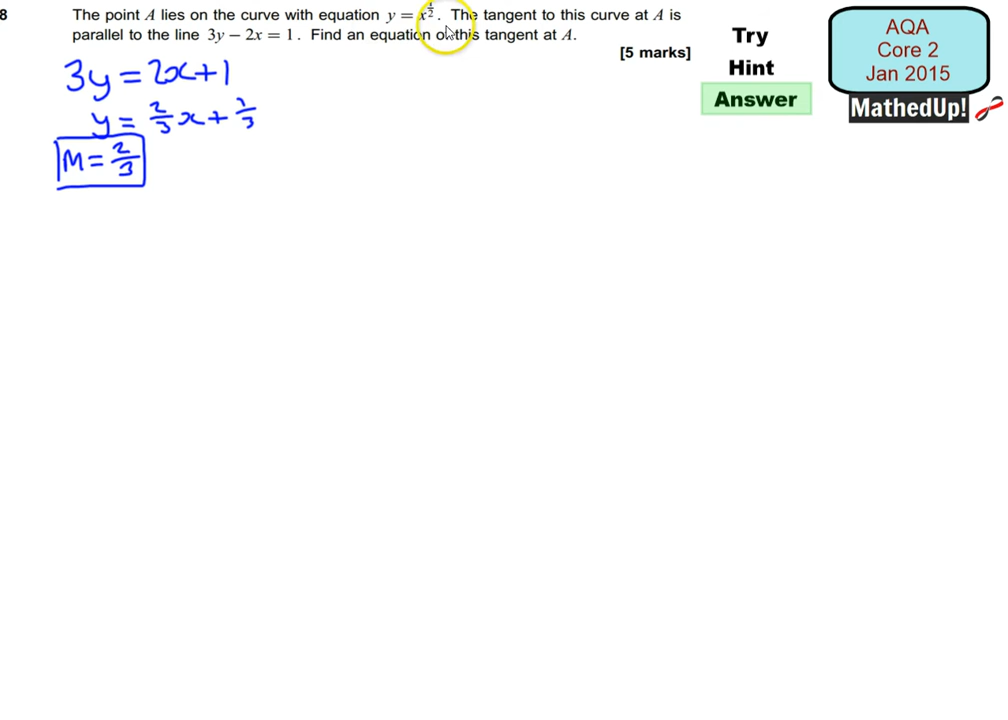 8 The point A lies on the curve with equation y = x^{1/2}. The tangent to this curve at A is
parallel to the line 3y − 2x = 1. Find an equation of this tangent at A.
[5 marks]
3y = 2x+1
y = 2/3 x + 1/3
M = 2/3
Try
Hint
Answer
AQA
Core 2
Jan 2015
MathedUp!